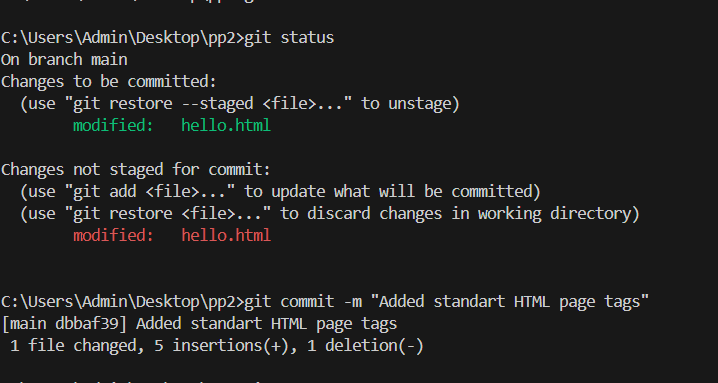 C:\Users\Admin\Desktop\pp2>git status
On branch main
Changes to be committed:
  (use "git restore --staged <file>..." to unstage)
        modified:   hello.html

Changes not staged for commit:
  (use "git add <file>..." to update what will be committed)
  (use "git restore <file>..." to discard changes in working directory)
        modified:   hello.html

C:\Users\Admin\Desktop\pp2>git commit -m "Added standart HTML page tags"
[main dbbaf39] Added standart HTML page tags
 1 file changed, 5 insertions(+), 1 deletion(-)